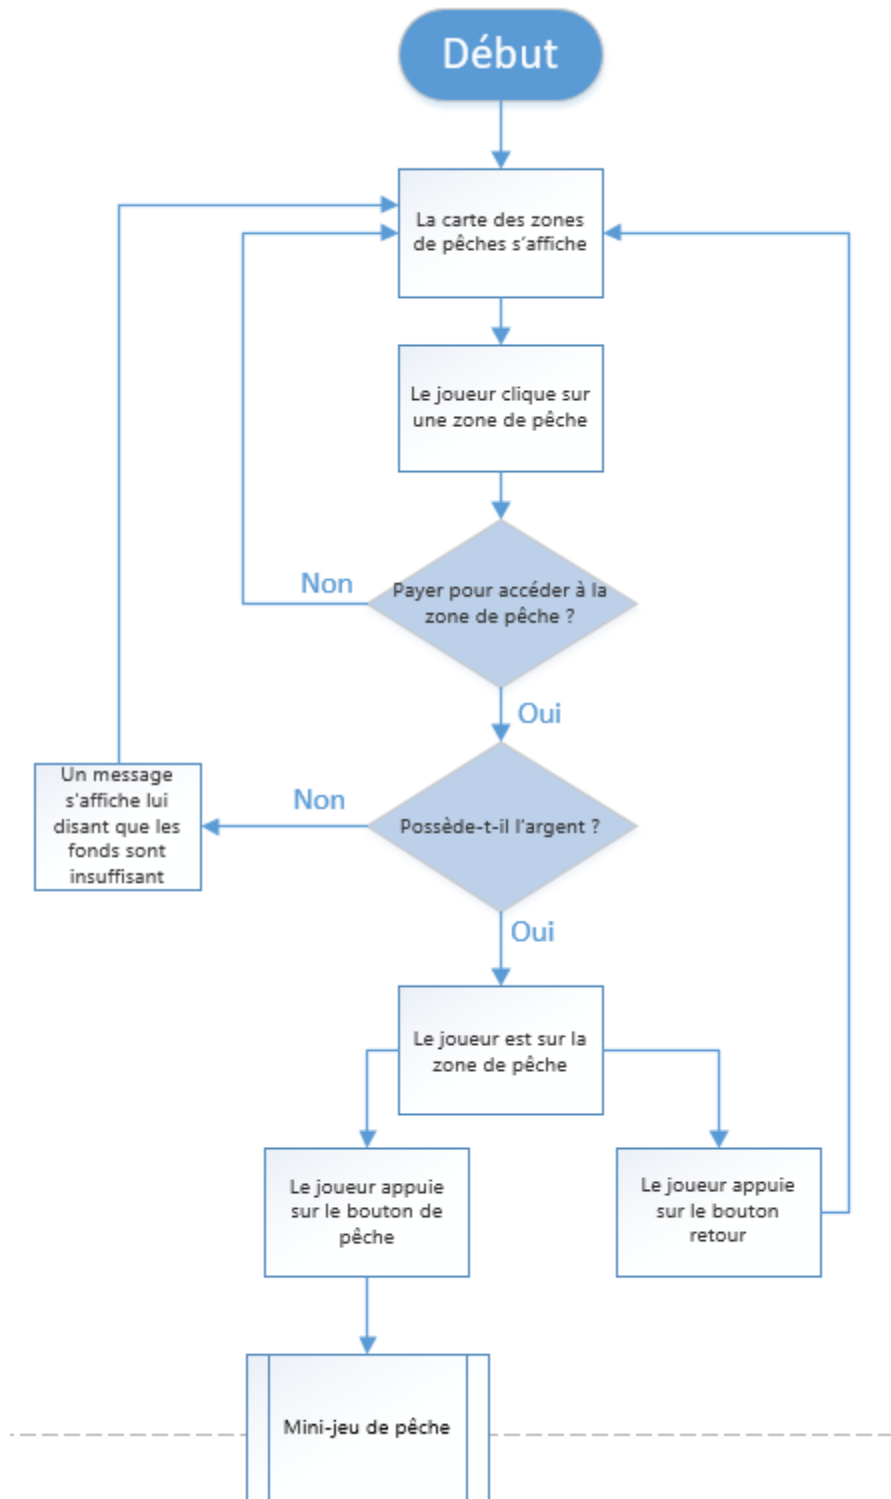 Début
La carte des zones
de pêches s'affiche
Le joueur clique sur
une zone de pêche
Non
Payer pour accéder à la
zone de pêche ?
Oui
Un message
s'affiche lui
disant que les
fonds sont
insuffisant
Non
Possède-t-il l'argent ?
Oui
Le joueur est sur la
zone de pêche
Le joueur appuie
sur le bouton de
pêche
Le joueur appuie
sur le bouton
retour
Mini-jeu de pêche